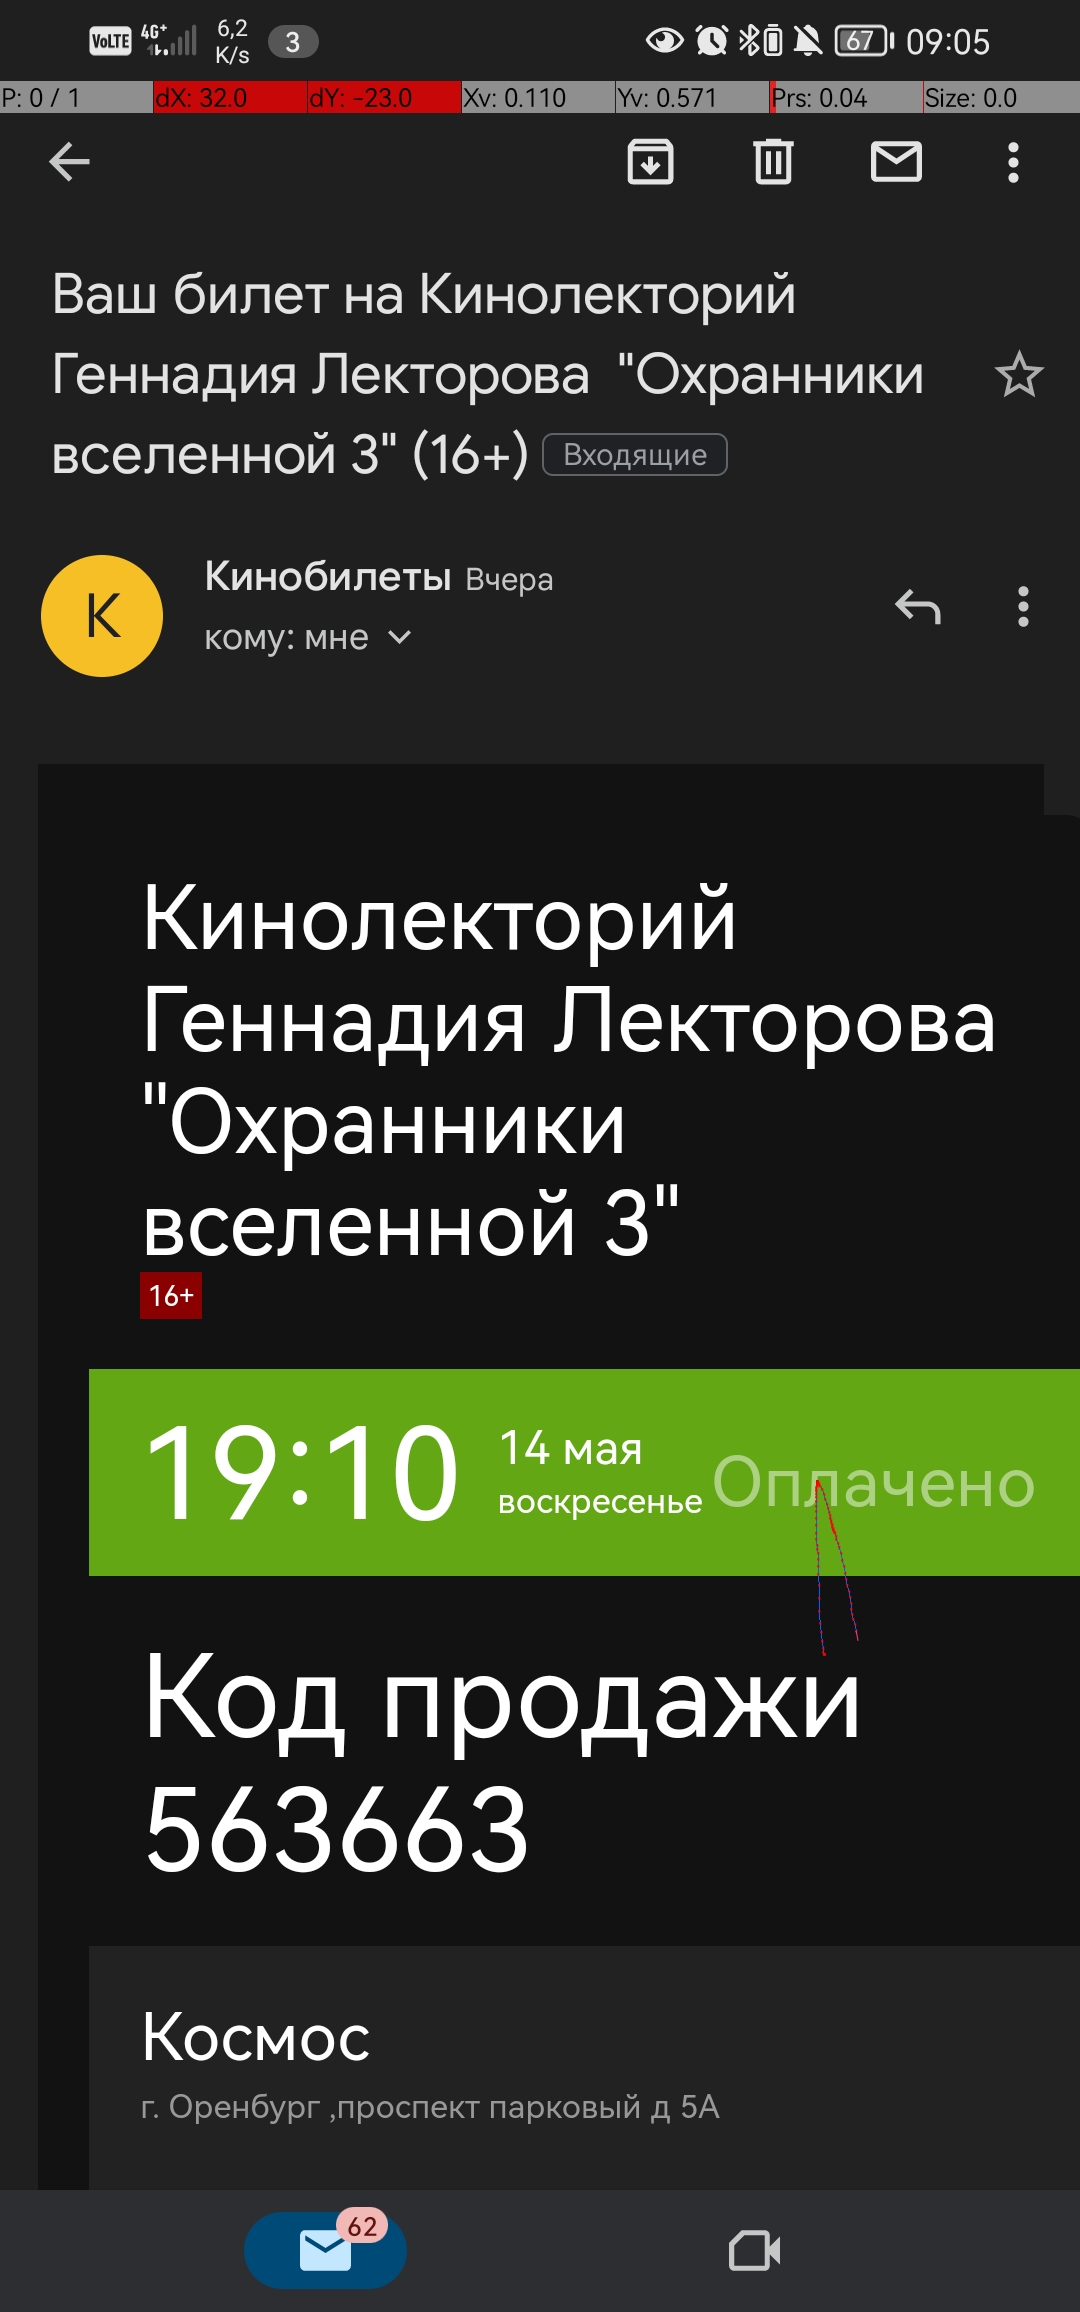 VoLTE 4G+ 6,2 K/s 3 67 09:05
P: 0 / 1 dX: 32.0 dY: -23.0 Xv: 0.110 Yv: 0.571 Prs: 0.04 Size: 0.0
Ваш билет на Кинолекторий
Геннадия Лекторова "Охранники
вселенной 3" (16+) Входящие
К
Кинобилеты Вчера
кому: мне
Кинолекторий
Геннадия Лекторова
"Охранники
вселенной 3"
16+
19:10 14 мая
воскресенье Оплачено
Код продажи
563663
Космос
г. Оренбург ,проспект парковый д 5А
62